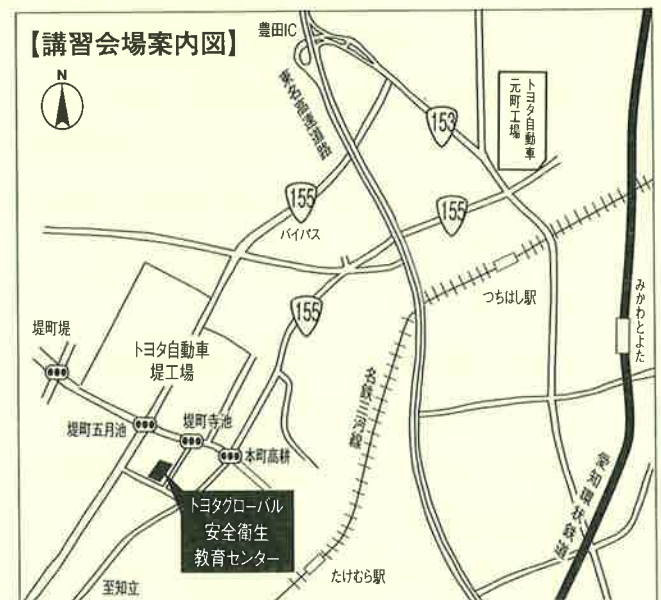 【講習会場案内図】
豊田IC
N
東名高速道路
153
トヨタ自動車
元町工場
155
バイパス
155
つちはし駅
みかわとよた
155
堤町堤
トヨタ自動車
堤工場
名鉄三河線
堤町寺池
堤町五月池
本町高耕
愛知環状鉄道
トヨタグローバル
安全衛生
教育センター
たけむら駅
至知立